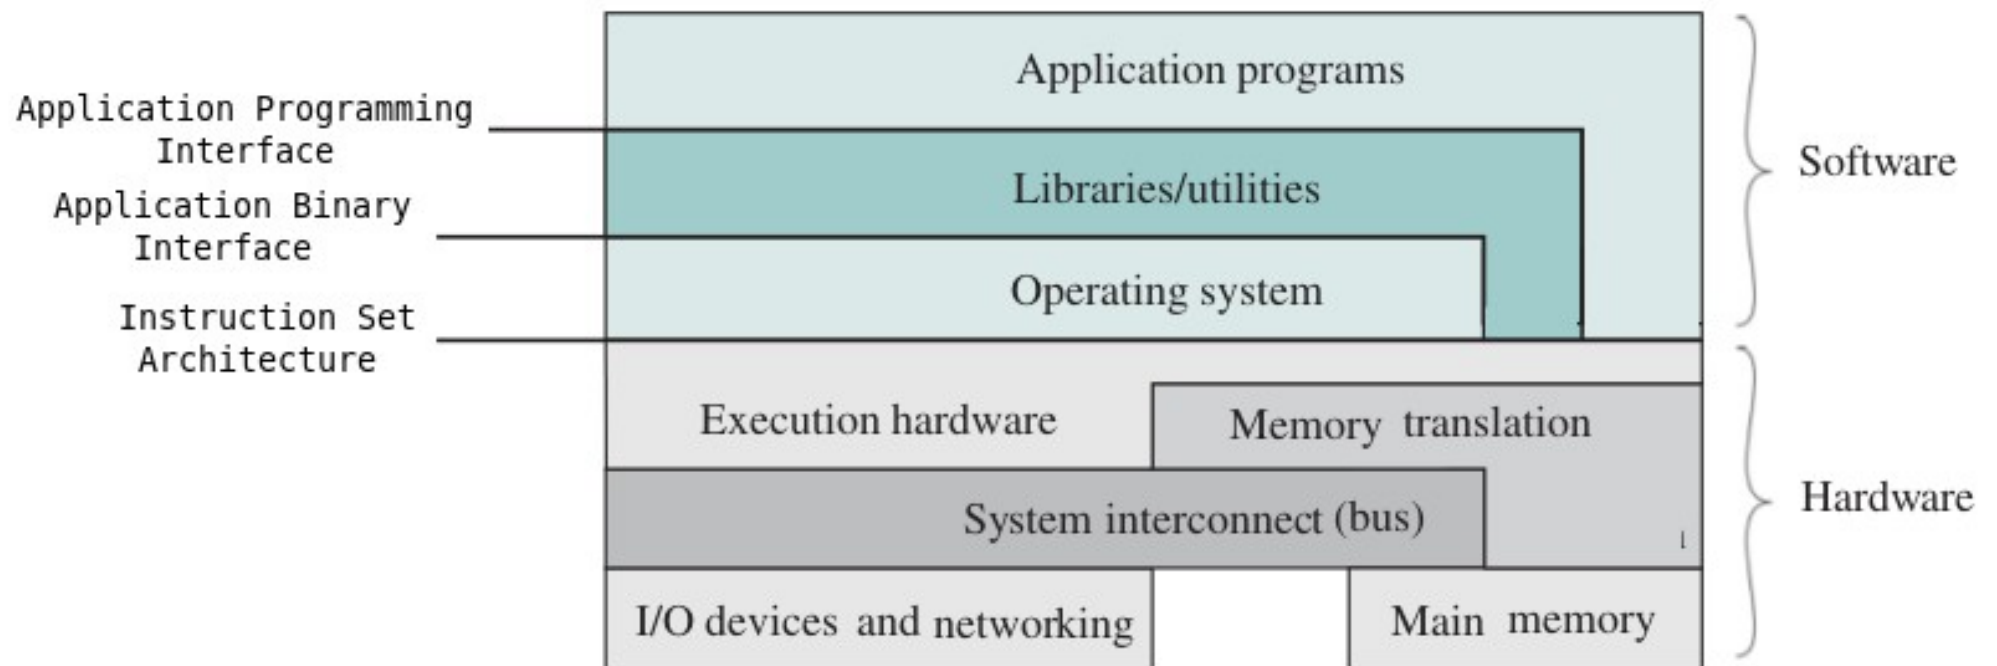 Application programs
Application Programming
Interface
Libraries/utilities
Software
Application Binary
Interface
Operating system
Instruction Set
Architecture
Execution hardware
Memory translation
Hardware
System interconnect (bus)
I/O devices and networking
Main memory